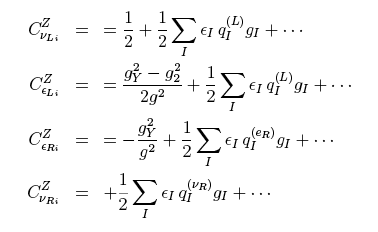 C^Z_{ν_{Li}} = = 1/2 + 1/2 ∑_I ϵ_I q_I^{(L)} g_I + ⋯
C^Z_{ϵ_{Li}} = = (g_Y^2 − g_2^2)/(2g^2) + 1/2 ∑_I ϵ_I q_I^{(L)} g_I + ⋯
C^Z_{ϵ_{Ri}} = = − g_Y^2/g^2 + 1/2 ∑_I ϵ_I q_I^{(e_R)} g_I + ⋯
C^Z_{ν_{Ri}} = + 1/2 ∑_I ϵ_I q_I^{(ν_R)} g_I + ⋯